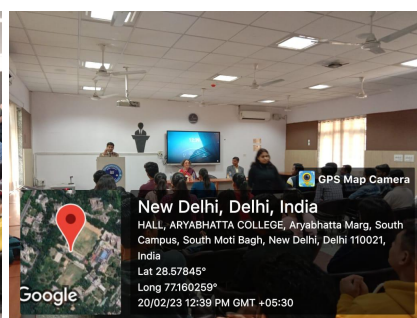 GPS Map Camera
New Delhi, Delhi, India
HALL, ARYABHATTA COLLEGE, Aryabhatta Marg, South
Campus, South Moti Bagh, New Delhi, Delhi 110021,
India
Lat 28.57845°
Long 77.160259°
20/02/23 12:39 PM GMT +05:30
Google